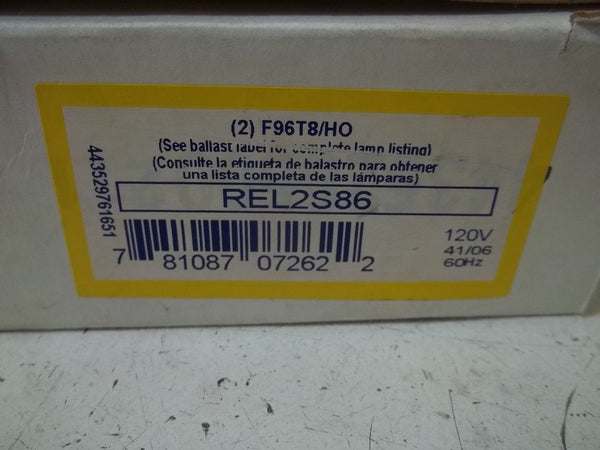 (2) F96T8/HO
(See ballast label for complete lamp listing)
(Consulte la etiqueta de balastro para obtener
una lista completa de las lámparas)
REL2S86
443529761651
7 81087 07262 2
120V
41/06
60Hz